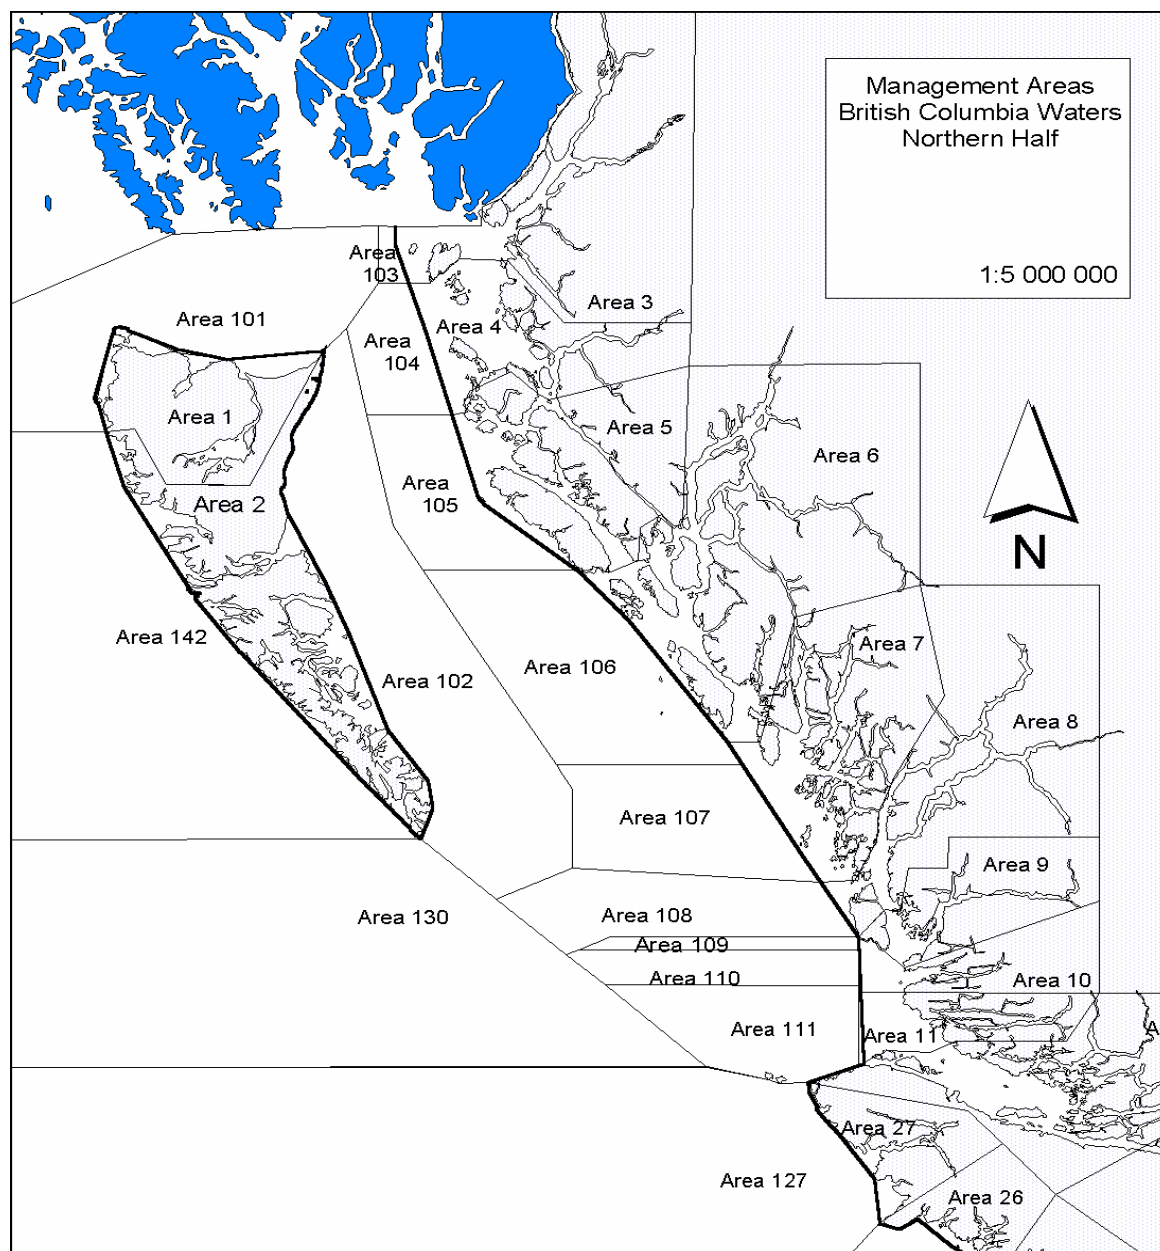 Management Areas
British Columbia Waters
Northern Half
1:5 000 000
Area
103
Area 3
Area 101
Area 4
Area
104
Area 1
Area 5
Area 6
Area
105
Area 2
N
Area 142
Area 7
Area 106
Area 102
Area 8
Area 107
Area 9
Area 130
Area 108
Area 109
Area 110
Area 10
Area 111
Area 11
A
Area 27
Area 127
Area 26